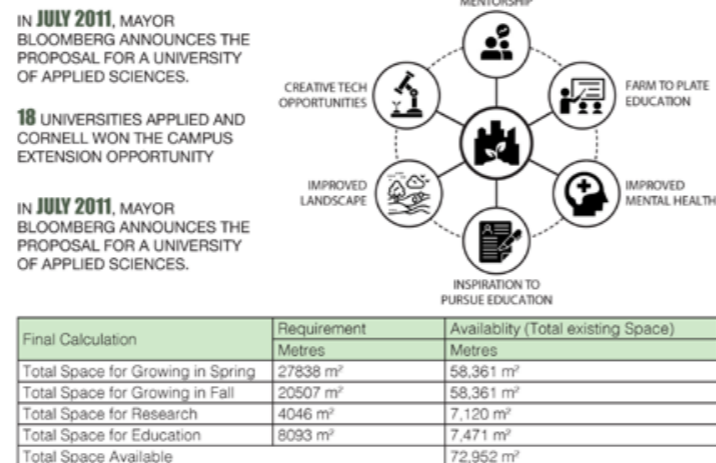 IN JULY 2011, MAYOR
BLOOMBERG ANNOUNCES THE
PROPOSAL FOR A UNIVERSITY
OF APPLIED SCIENCES.
18 UNIVERSITIES APPLIED AND
CORNELL WON THE CAMPUS
EXTENSION OPPORTUNITY
IN JULY 2011, MAYOR
BLOOMBERG ANNOUNCES THE
PROPOSAL FOR A UNIVERSITY
OF APPLIED SCIENCES.
MENTORSHIP
CREATIVE TECH
OPPORTUNITIES
FARM TO PLATE
EDUCATION
IMPROVED
LANDSCAPE
IMPROVED
MENTAL HEALTH
INSPIRATION TO
PURSUE EDUCATION
Final Calculation Requirement Availablity (Total existing Space)
Metres Metres
Total Space for Growing in Spring 27838 m² 58,361 m²
Total Space for Growing in Fall 20507 m² 58,361 m²
Total Space for Research 4046 m² 7,120 m²
Total Space for Education 8093 m² 7,471 m²
Total Space Available 72,952 m²